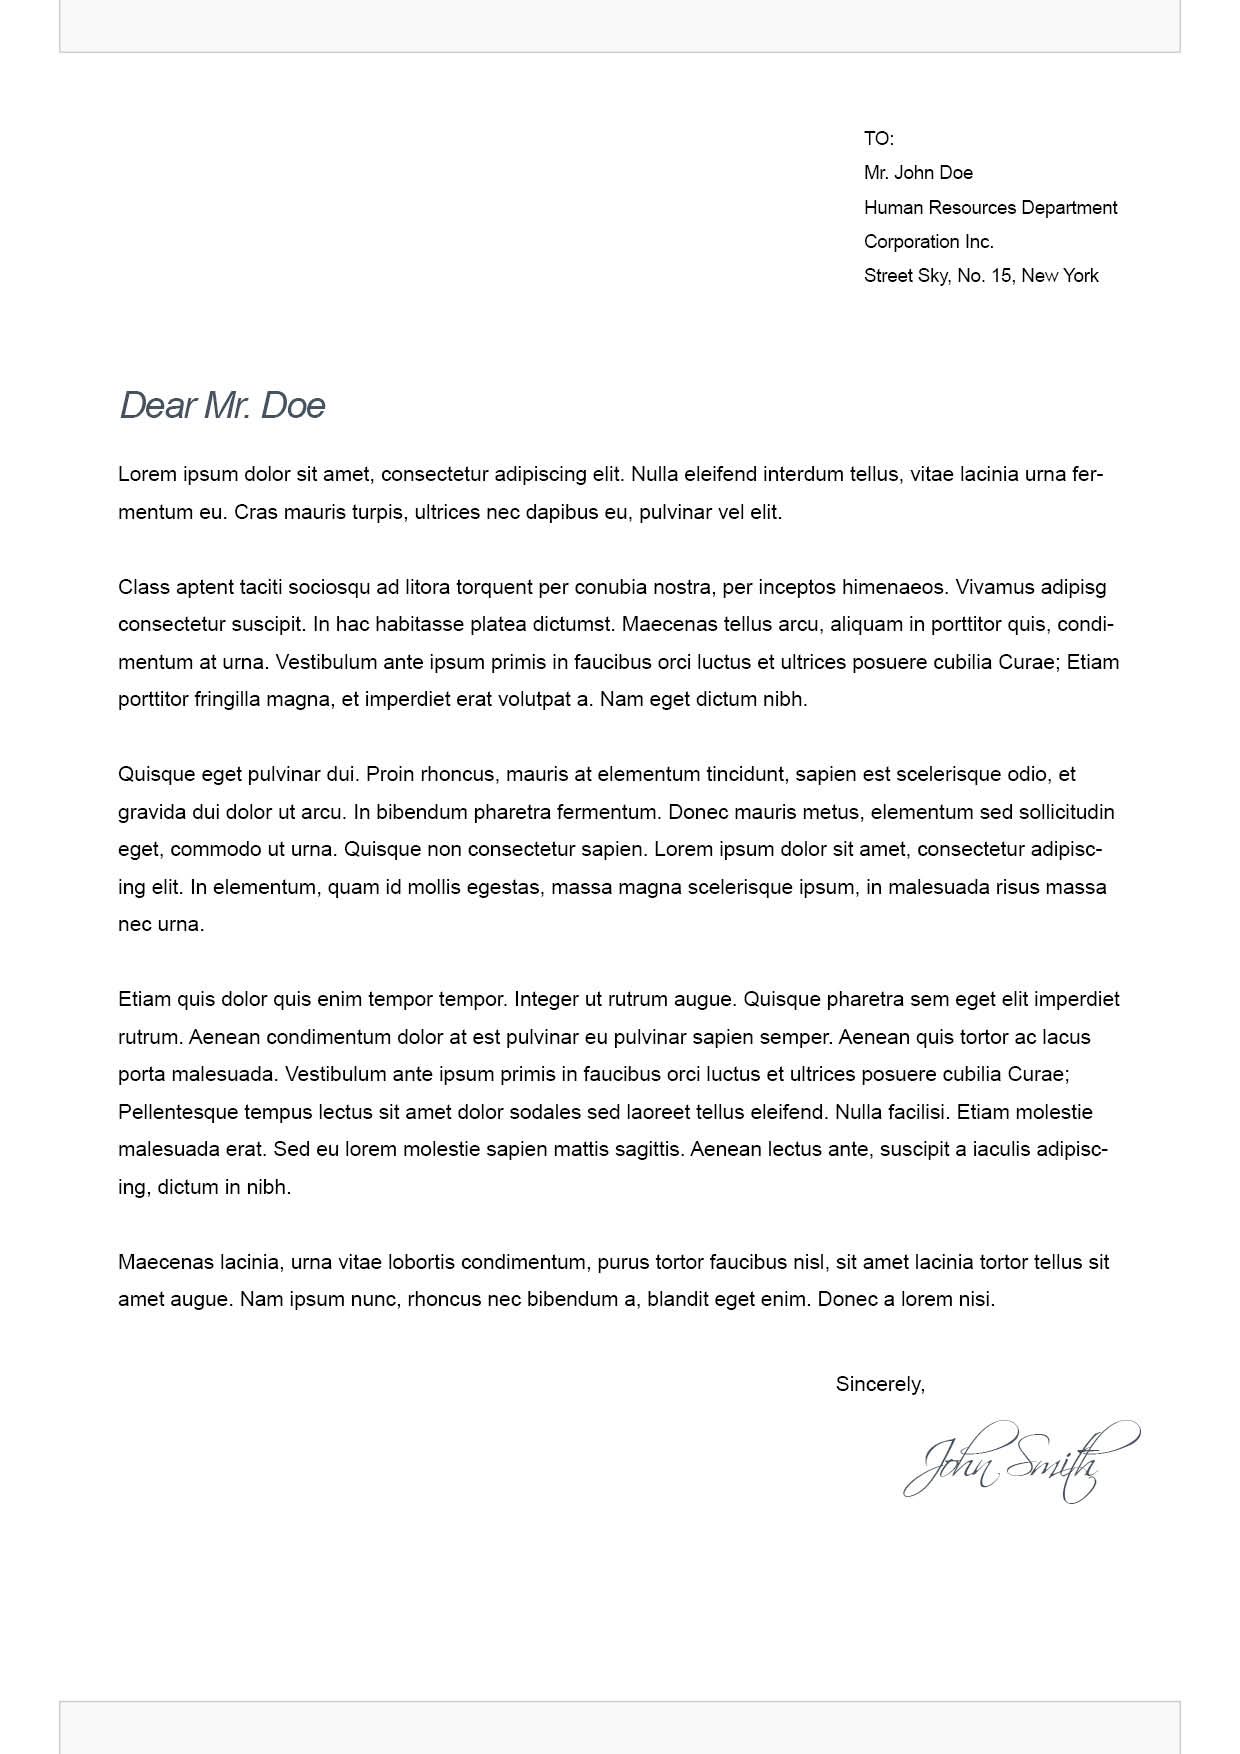 TO:
Mr. John Doe
Human Resources Department
Corporation Inc.
Street Sky, No. 15, New York
Dear Mr. Doe
Lorem ipsum dolor sit amet, consectetur adipiscing elit. Nulla eleifend interdum tellus, vitae lacinia urna fer-
mentum eu. Cras mauris turpis, ultrices nec dapibus eu, pulvinar vel elit.
Class aptent taciti sociosqu ad litora torquent per conubia nostra, per inceptos himenaeos. Vivamus adipisg
consectetur suscipit. In hac habitasse platea dictumst. Maecenas tellus arcu, aliquam in porttitor quis, condi-
mentum at urna. Vestibulum ante ipsum primis in faucibus orci luctus et ultrices posuere cubilia Curae; Etiam
porttitor fringilla magna, et imperdiet erat volutpat a. Nam eget dictum nibh.
Quisque eget pulvinar dui. Proin rhoncus, mauris at elementum tincidunt, sapien est scelerisque odio, et
gravida dui dolor ut arcu. In bibendum pharetra fermentum. Donec mauris metus, elementum sed sollicitudin
eget, commodo ut urna. Quisque non consectetur sapien. Lorem ipsum dolor sit amet, consectetur adipisc-
ing elit. In elementum, quam id mollis egestas, massa magna scelerisque ipsum, in malesuada risus massa
nec urna.
Etiam quis dolor quis enim tempor tempor. Integer ut rutrum augue. Quisque pharetra sem eget elit imperdiet
rutrum. Aenean condimentum dolor at est pulvinar eu pulvinar sapien semper. Aenean quis tortor ac lacus
porta malesuada. Vestibulum ante ipsum primis in faucibus orci luctus et ultrices posuere cubilia Curae;
Pellentesque tempus lectus sit amet dolor sodales sed laoreet tellus eleifend. Nulla facilisi. Etiam molestie
malesuada erat. Sed eu lorem molestie sapien mattis sagittis. Aenean lectus ante, suscipit a iaculis adipisc-
ing, dictum in nibh.
Maecenas lacinia, urna vitae lobortis condimentum, purus tortor faucibus nisl, sit amet lacinia tortor tellus sit
amet augue. Nam ipsum nunc, rhoncus nec bibendum a, blandit eget enim. Donec a lorem nisi.
Sincerely,
John Smith